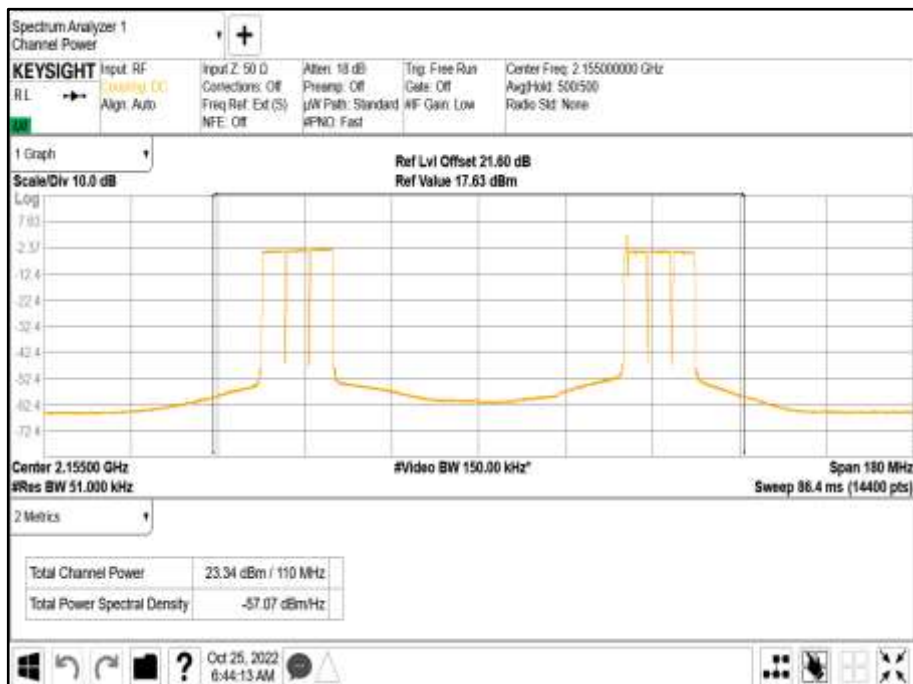 Spectrum Analyzer 1
Channel Power
+
KEYSIGHT Input: RF Input Z: 50 Ω Atten: 18 dB Trig: Free Run Center Freq: 2.155000000 GHz
RL Coupling: DC Corrections: Off Preamp: Off Gate: Off Avg|Hold: 500/500
Align: Auto Freq Ref: Ext (S) µW Path: Standard #IF Gain: Low Radio Std: None
NFE: Off #PNO: Fast
1 Graph
Ref Lvl Offset 21.60 dB
Scale/Div 10.0 dB Ref Value 17.63 dBm
Log
7.63
-2.37
-12.4
-22.4
-32.4
-42.4
-52.4
-62.4
-72.4
Center 2.15500 GHz #Video BW 150.00 kHz* Span 180 MHz
#Res BW 51.000 kHz Sweep 86.4 ms (14400 pts)
2 Metrics
Total Channel Power 23.34 dBm / 110 MHz
Total Power Spectral Density -57.07 dBm/Hz
? Oct 25, 2022
6:44:13 AM